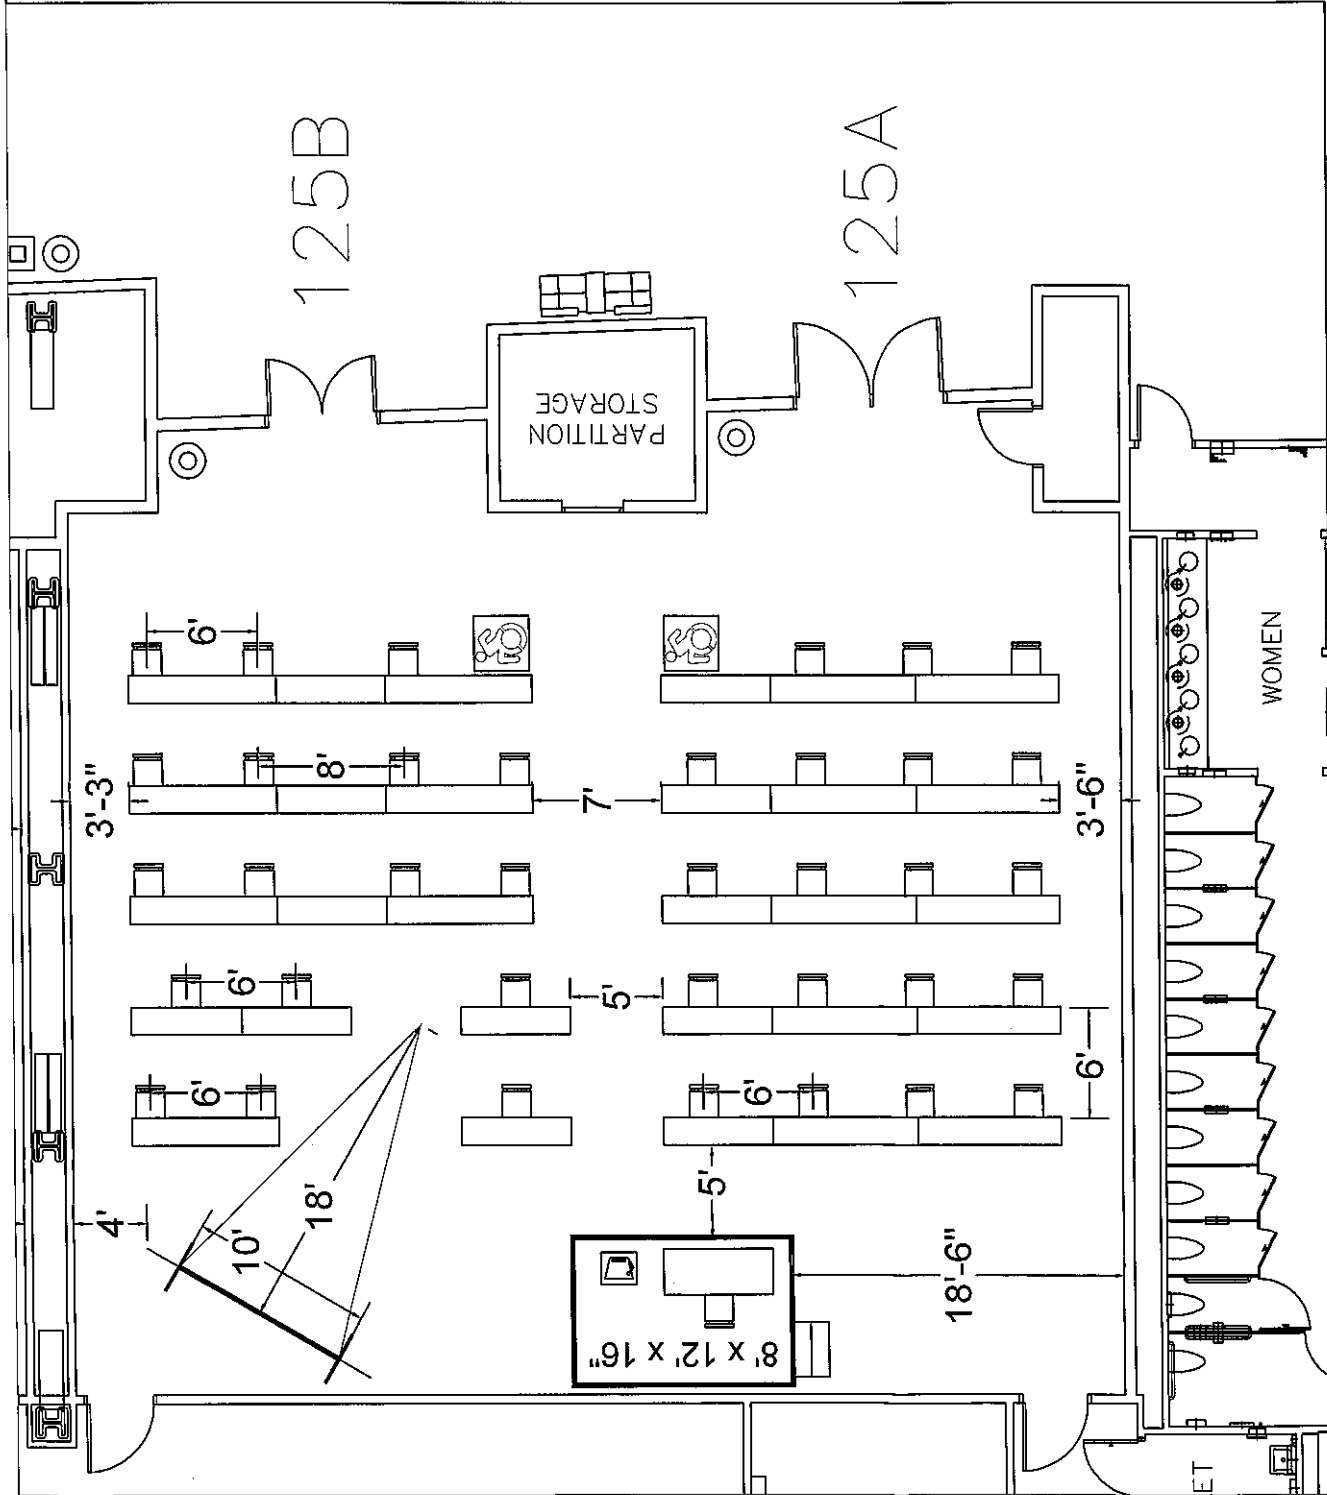 125B
125A
PARTITION
STORAGE
6'
3'-3"
8'
7'
3'-6"
WOMEN
6'
5'
6'
6'
6'
4'
10'
18'
5'
18'-6"
8' x 12' x 16"
ET